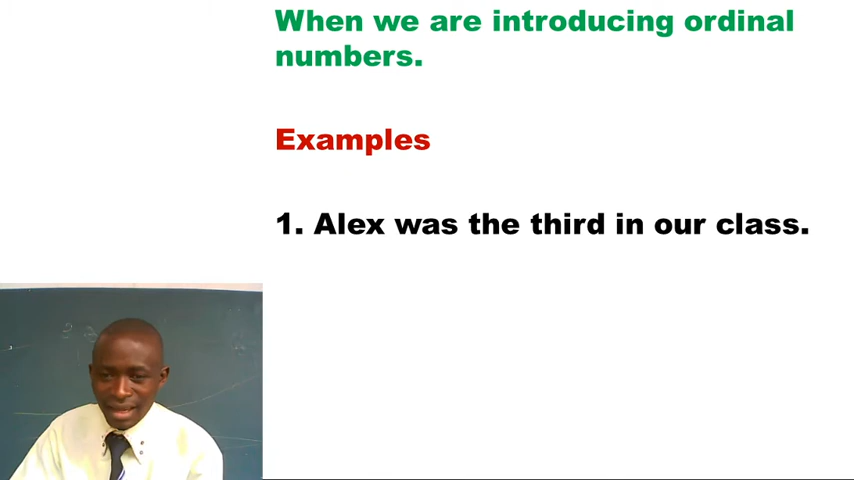 When we are introducing ordinal
numbers.
Examples
1. Alex was the third in our class.